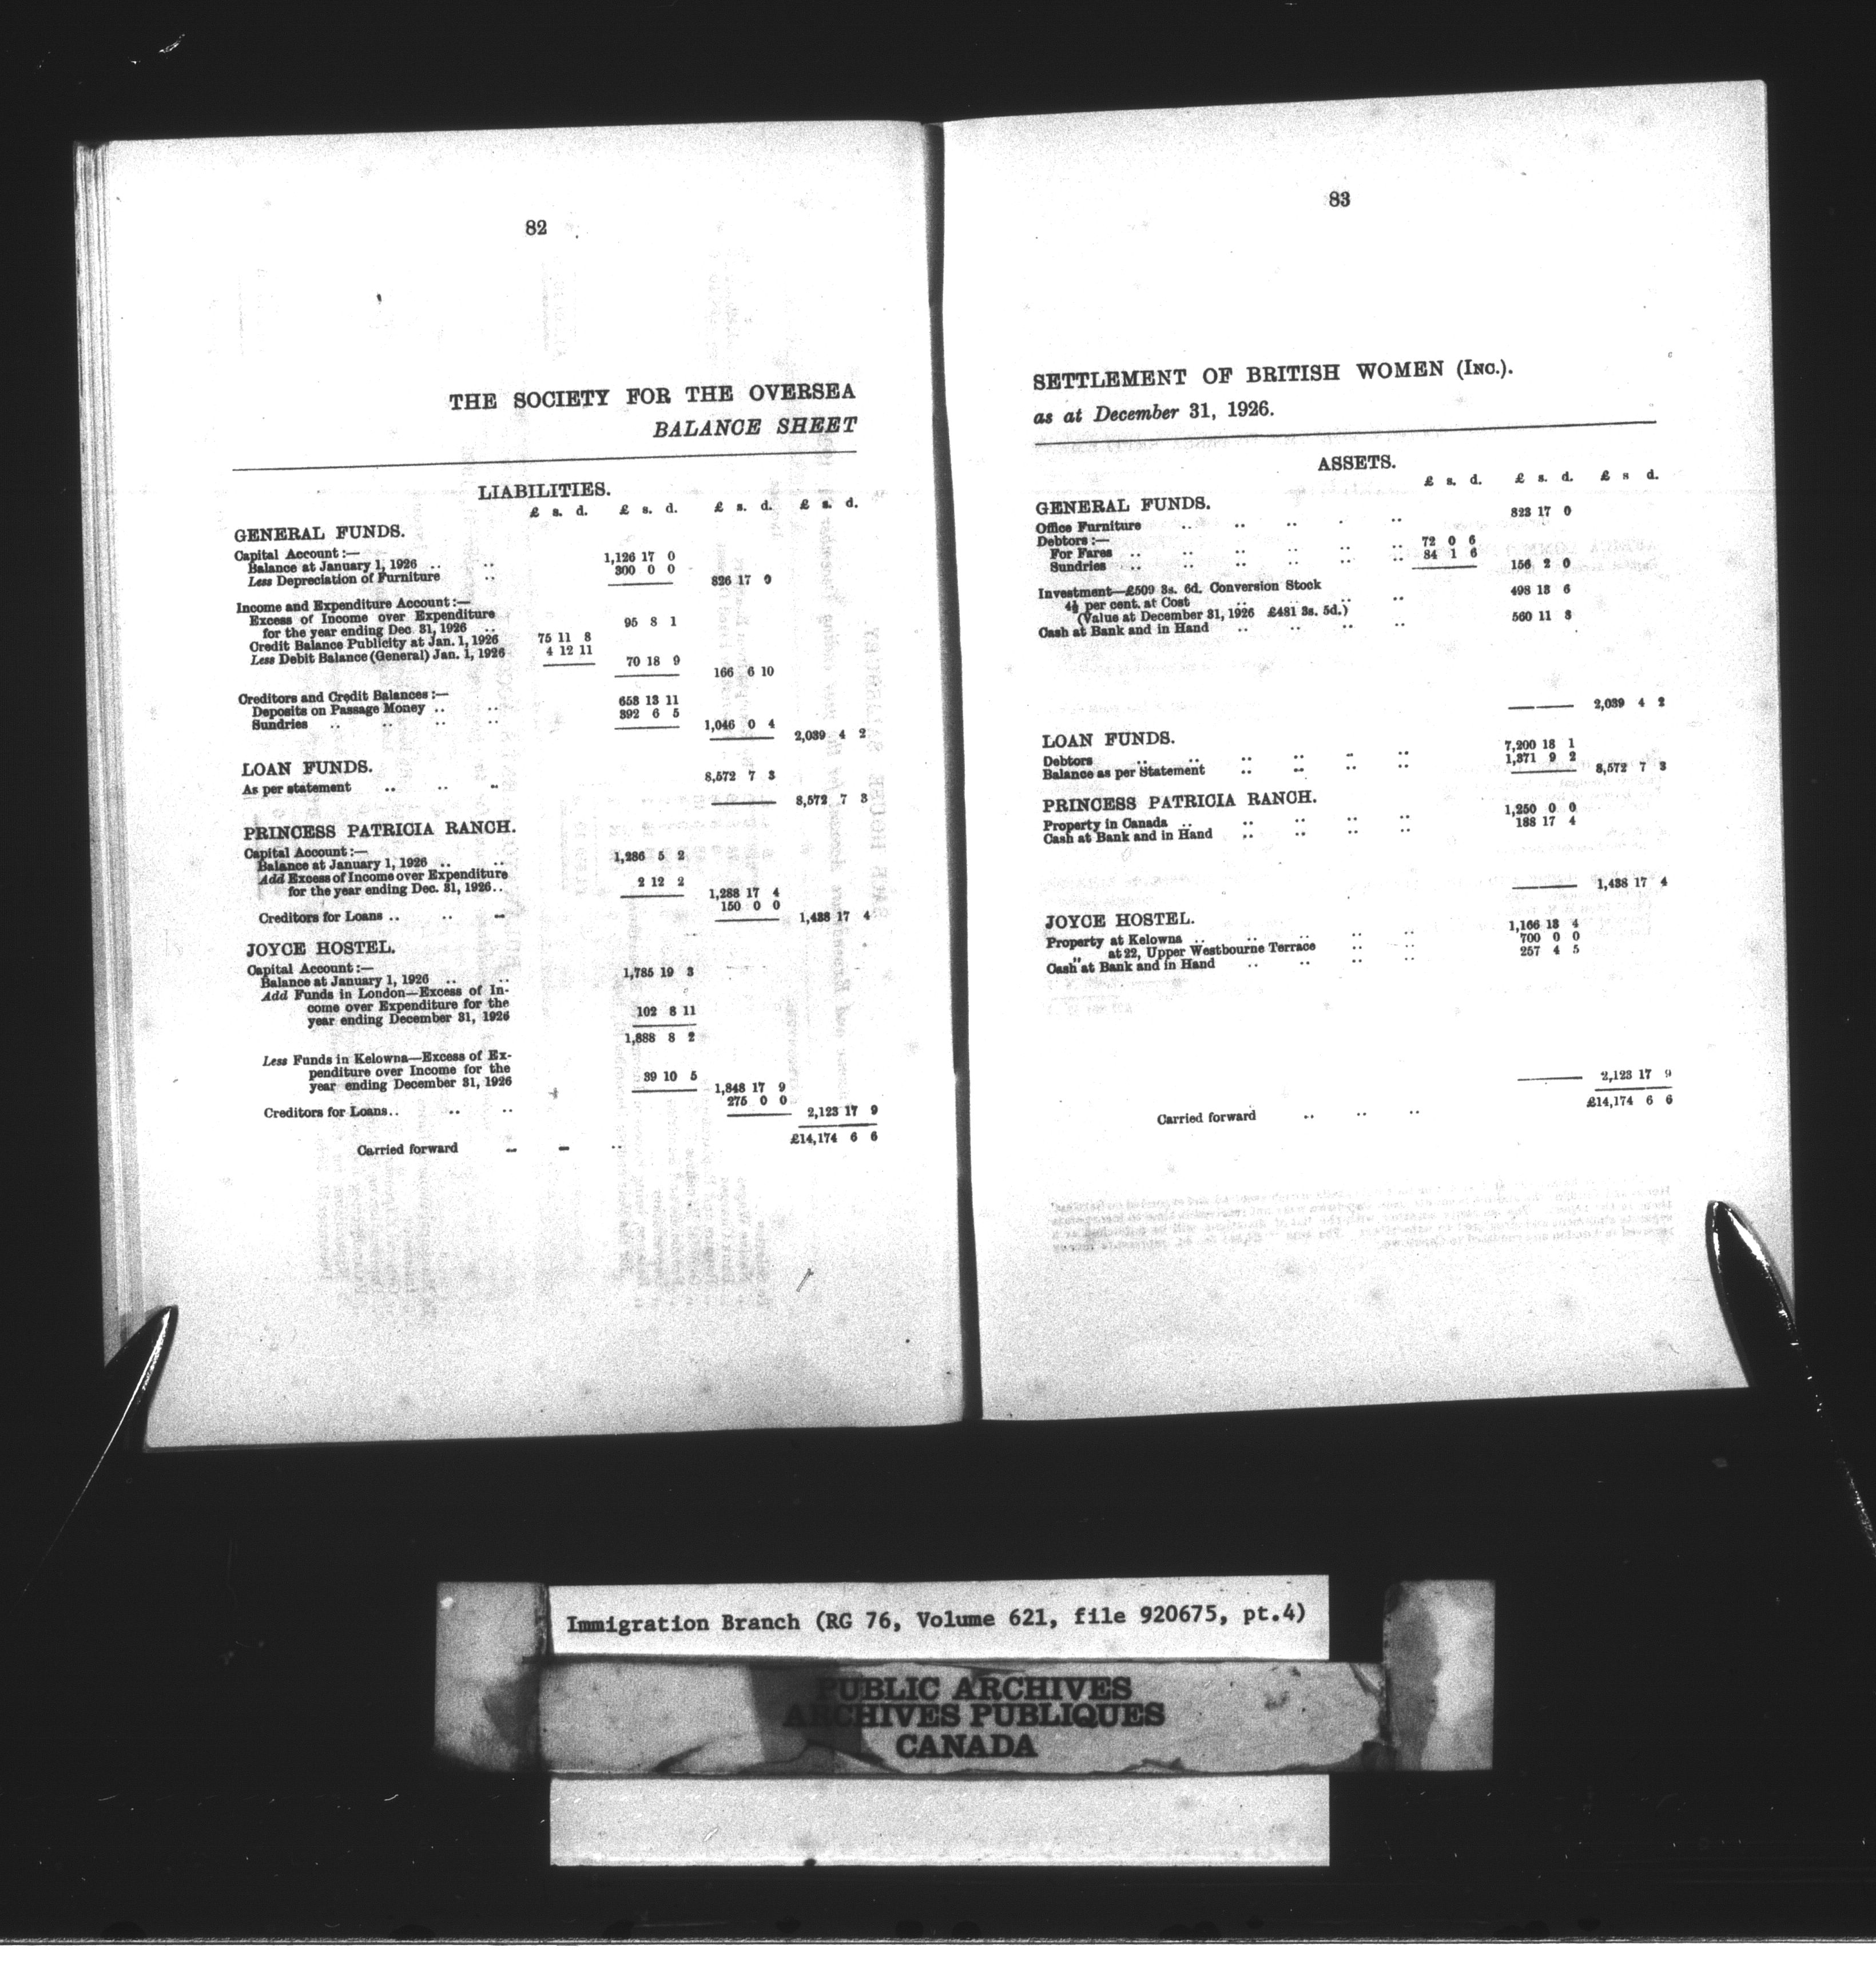 82
THE SOCIETY FOR THE OVERSEA
BALANCE SHEET
LIABILITIES.
£ s. d. £ s. d. £ s. d. £ s. d.
GENERAL FUNDS.
Capital Account:—
Balance at January 1, 1926 .. .. 1,126 17 0
Less Depreciation of Furniture .. 300 0 0
826 17 0
Income and Expenditure Account:—
Excess of Income over Expenditure
for the year ending Dec. 31, 1926 .. 95 8 1
Credit Balance Publicity at Jan. 1, 1926 75 11 8
Less Debit Balance (General) Jan. 1, 1926 4 12 11
70 18 9
166 6 10
Creditors and Credit Balances:—
Deposits on Passage Money .. .. 653 13 11
Sundries .. .. .. .. 392 6 5
1,046 0 4
2,039 4 2
LOAN FUNDS.
As per statement .. .. .. 8,572 7 3
8,572 7 3
PRINCESS PATRICIA RANCH.
Capital Account:—
Balance at January 1, 1926 .. .. 1,286 5 2
Add Excess of Income over Expenditure
for the year ending Dec. 31, 1926.. 2 12 2
1,288 17 4
Creditors for Loans .. .. .. 150 0 0
1,438 17 4
JOYCE HOSTEL.
Capital Account:—
Balance at January 1, 1926 .. .. 1,785 19 3
Add Funds in London—Excess of In-
come over Expenditure for the
year ending December 31, 1926 102 8 11
1,888 8 2
Less Funds in Kelowna—Excess of Ex-
penditure over Income for the
year ending December 31, 1926 39 10 5
1,848 17 9
Creditors for Loans.. .. .. 275 0 0
2,123 17 9
Carried forward .. .. .. £14,174 6 6
83
SETTLEMENT OF BRITISH WOMEN (INC.).
as at December 31, 1926.
ASSETS.
£ s. d. £ s. d. £ s d.
GENERAL FUNDS.
Office Furniture .. .. .. . .. 823 17 0
Debtors:—
For Fares .. .. .. .. .. .. 72 0 6
Sundries .. .. .. .. .. .. 84 1 6
156 2 0
Investment—£509 3s. 6d. Conversion Stock
4½ per cent. at Cost .. .. .. .. 498 13 6
(Value at December 31, 1926 £481 3s. 5d.)
Cash at Bank and in Hand .. .. .. .. 560 11 8
2,039 4 2
LOAN FUNDS.
Debtors .. .. .. .. .. 7,200 18 1
Balance as per Statement .. .. .. .. 1,371 9 2
8,572 7 3
PRINCESS PATRICIA RANCH.
Property in Canada .. .. .. .. .. 1,250 0 0
Cash at Bank and in Hand .. .. .. .. 188 17 4
1,438 17 4
JOYCE HOSTEL.
Property at Kelowna .. .. .. .. .. 1,166 13 4
„ at 22, Upper Westbourne Terrace .. .. 700 0 0
Cash at Bank and in Hand .. .. .. .. 257 4 5
2,123 17 9
Carried forward .. .. .. £14,174 6 6
Immigration Branch (RG 76, Volume 621, file 920675, pt.4)
PUBLIC ARCHIVES
ARCHIVES PUBLIQUES
CANADA